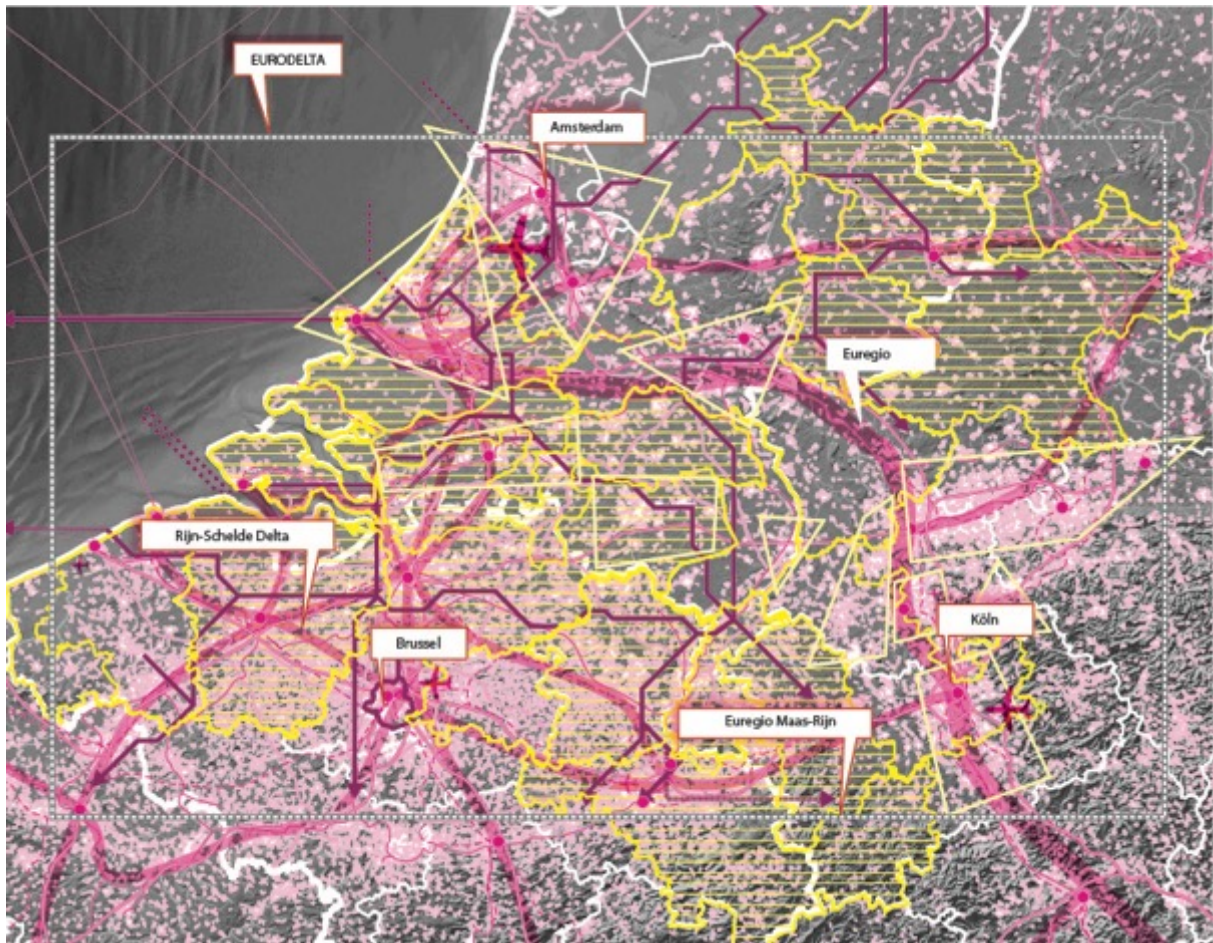 EURODELTA
Amsterdam
Euregio
Rijn-Schelde Delta
Köln
Brussel
Euregio Maas-Rijn